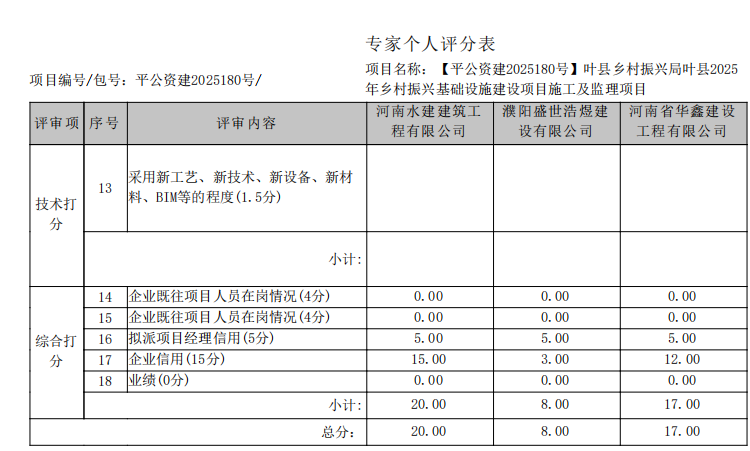 专家个人评分表
项目编号/包号: 平公资建2025180号/
项目名称: 【平公资建2025180号】叶县乡村振兴局叶县2025
年乡村振兴基础设施建设项目施工及监理项目
评审项 序号 评审内容 河南水建建筑工 濮阳盛世浩煜建 河南省华鑫建设
程有限公司 设有限公司 工程有限公司
技术打
分
13 采用新工艺、新技术、新设备、新材
料、BIM等的程度(1.5分)
小计:
综合打
分
14 企业既往项目人员在岗情况(4分) 0.00 0.00 0.00
15 企业既往项目人员在岗情况(4分) 0.00 0.00 0.00
16 拟派项目经理信用(5分) 5.00 5.00 5.00
17 企业信用(15分) 15.00 3.00 12.00
18 业绩(0分) 0.00 0.00 0.00
小计: 20.00 8.00 17.00
总分: 20.00 8.00 17.00